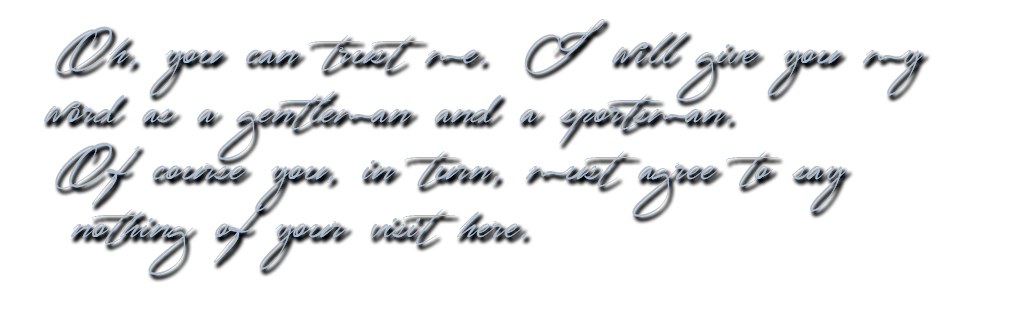 Oh, you can trust me. I will give you my
word as a gentleman and a sportsman.
Of course you, in turn, must agree to say
nothing of your visit here.